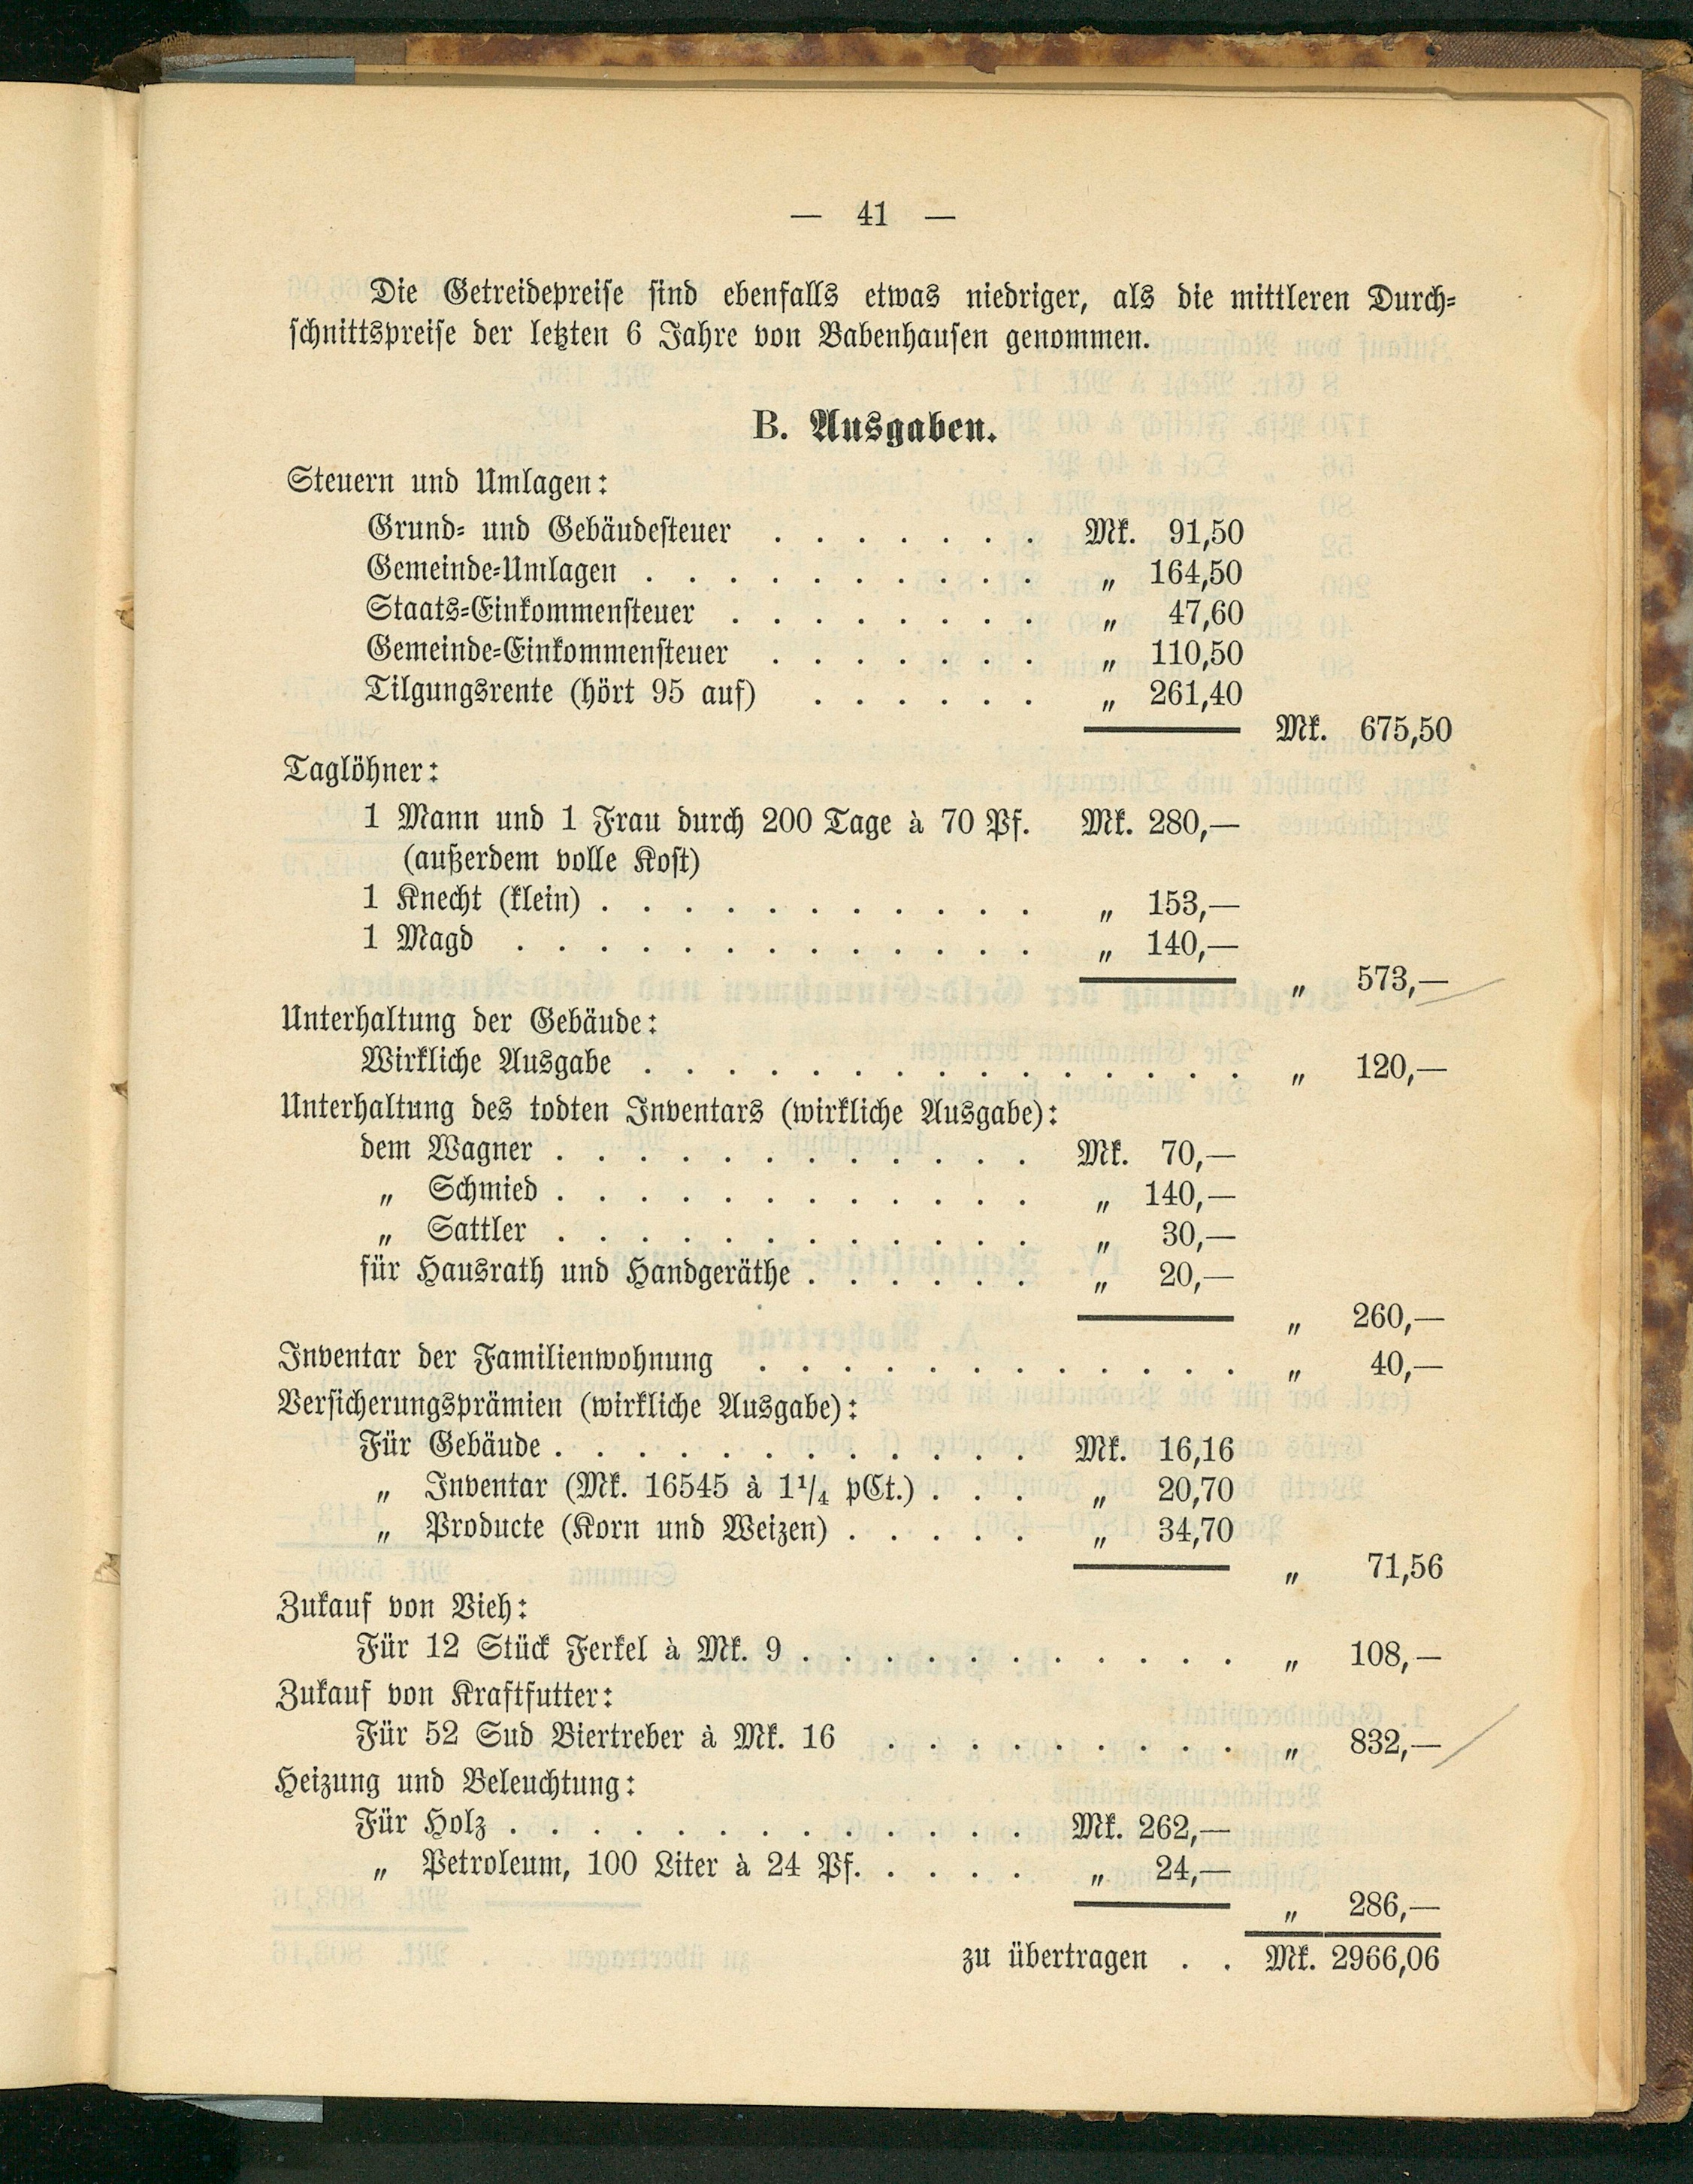 — 41 —
Die Getreidepreise sind ebenfalls etwas niedriger, als die mittleren Durch-
schnittspreise der letzten 6 Jahre von Babenhausen genommen.
B. Ausgaben.
Steuern und Umlagen:
Grund- und Gebäudesteuer . . . . . . . Mk. 91,50
Gemeinde-Umlagen . . . . . . . . . . „ 164,50
Staats-Einkommensteuer . . . . . . . . „ 47,60
Gemeinde-Einkommensteuer . . . . . . . „ 110,50
Tilgungsrente (hört 95 auf) . . . . . . „ 261,40
Mk. 675,50
Taglöhner:
1 Mann und 1 Frau durch 200 Tage à 70 Pf. Mk. 280,—
(außerdem volle Kost)
1 Knecht (klein) . . . . . . . . . . . „ 153,—
1 Magd . . . . . . . . . . . . . „ 140,—
„ 573,—
Unterhaltung der Gebäude:
Wirkliche Ausgabe . . . . . . . . . . . . . . . „ 120,—
Unterhaltung des todten Inventars (wirkliche Ausgabe):
dem Wagner . . . . . . . . . . . . Mk. 70,—
„ Schmied . . . . . . . . . . . . „ 140,—
„ Sattler . . . . . . . . . . . . „ 30,—
für Hausrath und Handgeräthe . . . . . . „ 20,—
„ 260,—
Inventar der Familienwohnung . . . . . . . . . . . . „ 40,—
Versicherungsprämien (wirkliche Ausgabe):
Für Gebäude . . . . . . . . . . . . Mk. 16,16
„ Inventar (Mk. 16545 à 1¹/₄ pCt.) . . . „ 20,70
„ Producte (Korn und Weizen) . . . . . „ 34,70
„ 71,56
Zukauf von Vieh:
Für 12 Stück Ferkel à Mk. 9 . . . . . . . . . . . „ 108,—
Zukauf von Kraftfutter:
Für 52 Sud Biertreber à Mk. 16 . . . . . . . . . „ 832,—
Heizung und Beleuchtung:
Für Holz . . . . . . . . . . . . . Mk. 262,—
„ Petroleum, 100 Liter à 24 Pf. . . . . „ 24,—
„ 286,—
zu übertragen . . Mk. 2966,06